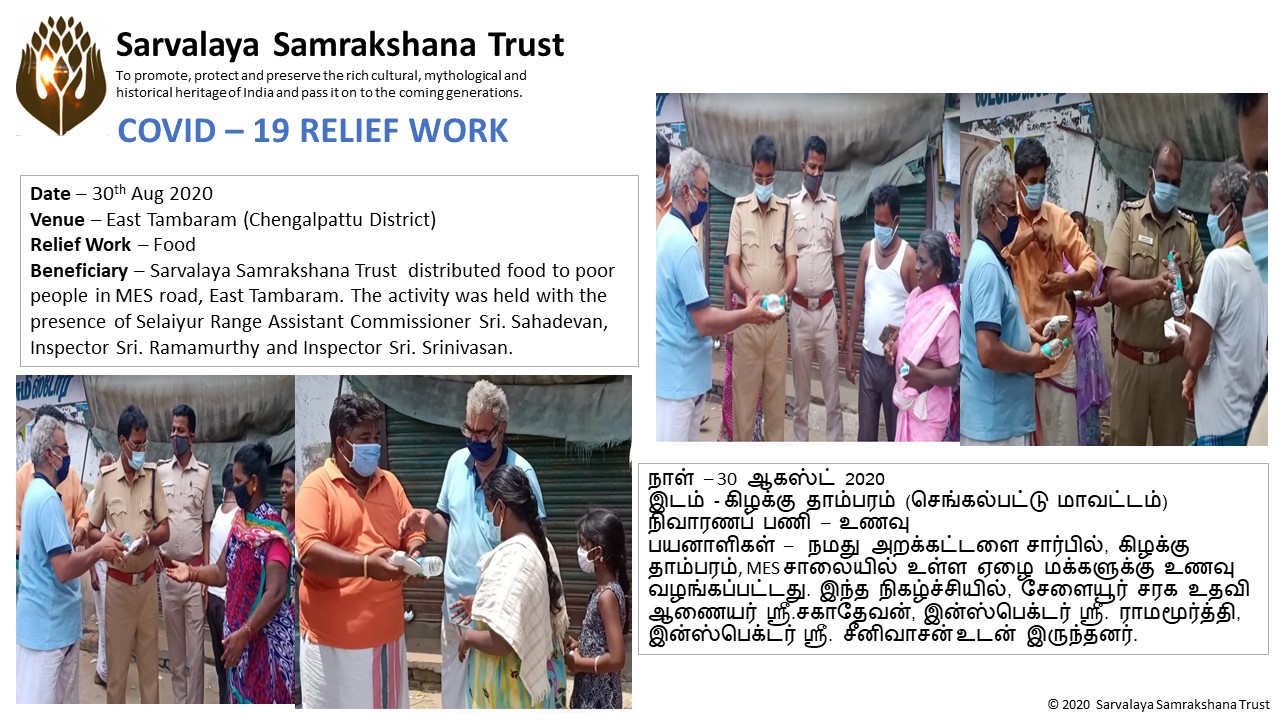 Sarvalaya Samrakshana Trust
To promote, protect and preserve the rich cultural, mythological and
historical heritage of India and pass it on to the coming generations.
COVID – 19 RELIEF WORK
Date – 30th Aug 2020
Venue – East Tambaram (Chengalpattu District)
Relief Work – Food
Beneficiary – Sarvalaya Samrakshana Trust distributed food to poor
people in MES road, East Tambaram. The activity was held with the
presence of Selaiyur Range Assistant Commissioner Sri. Sahadevan,
Inspector Sri. Ramamurthy and Inspector Sri. Srinivasan.
நாள் – 30 ஆகஸ்ட் 2020
இடம் - கிழக்கு தாம்பரம் (செங்கல்பட்டு மாவட்டம்)
நிவாரணப் பணி – உணவு
பயனாளிகள் – நமது அறக்கட்டளை சார்பில், கிழக்கு
தாம்பரம், MES சாலையில் உள்ள ஏழை மக்களுக்கு உணவு
வழங்கப்பட்டது. இந்த நிகழ்ச்சியில், சேளையூர் சரக உதவி
ஆணையர் ஸ்ரீ.சகாதேவன், இன்ஸ்பெக்டர் ஸ்ரீ. ராமமூர்த்தி,
இன்ஸ்பெக்டர் ஸ்ரீ. சீனிவாசன் உடன் இருந்தனர்.
© 2020 Sarvalaya Samrakshana Trust